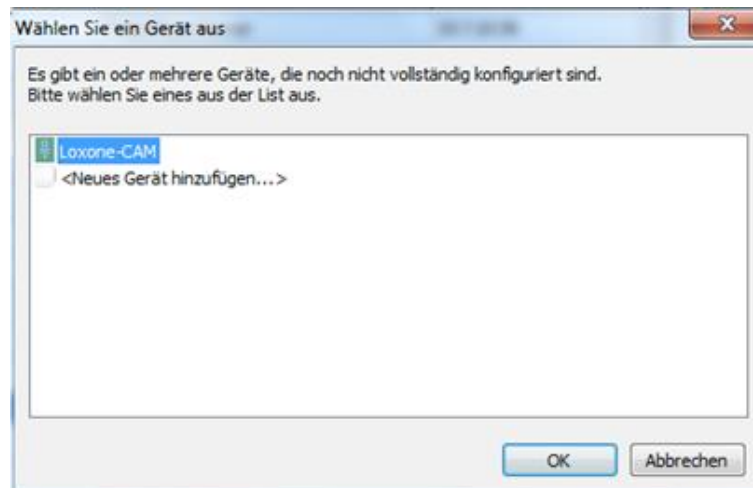 Wählen Sie ein Gerät aus
Es gibt ein oder mehrere Geräte, die noch nicht vollständig konfiguriert sind.
Bitte wählen Sie eines aus der List aus.
Loxone-CAM
<Neues Gerät hinzufügen...>
OK Abbrechen